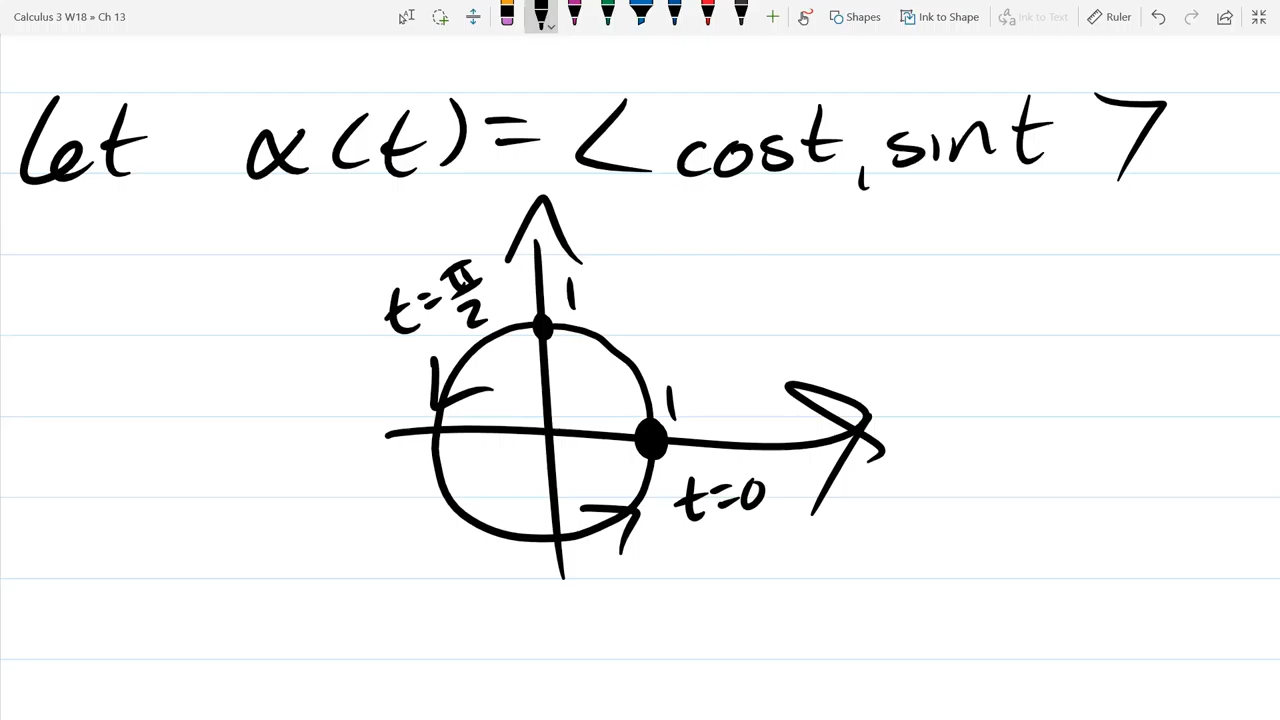 Calculus 3 W18 » Ch 13
Shapes Ink to Shape Ink to Text Ruler
Let α(t) = < cost, sint >
t = π/2
1
1
t=0